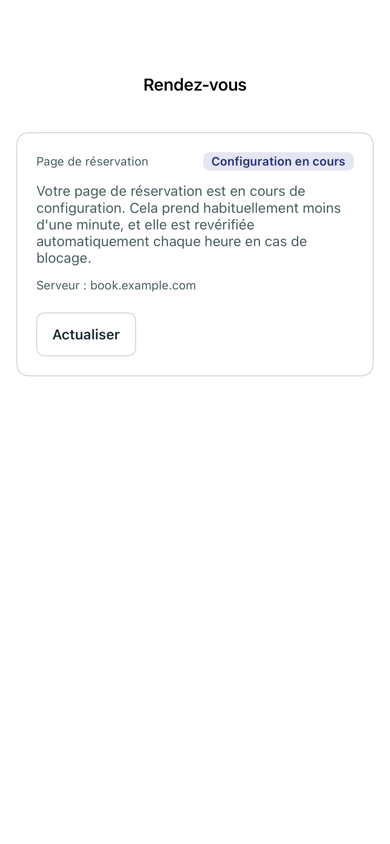 Rendez-vous
Page de réservation
Configuration en cours
Votre page de réservation est en cours de
configuration. Cela prend habituellement moins
d'une minute, et elle est revérifiée
automatiquement chaque heure en cas de
blocage.
Serveur : book.example.com
Actualiser